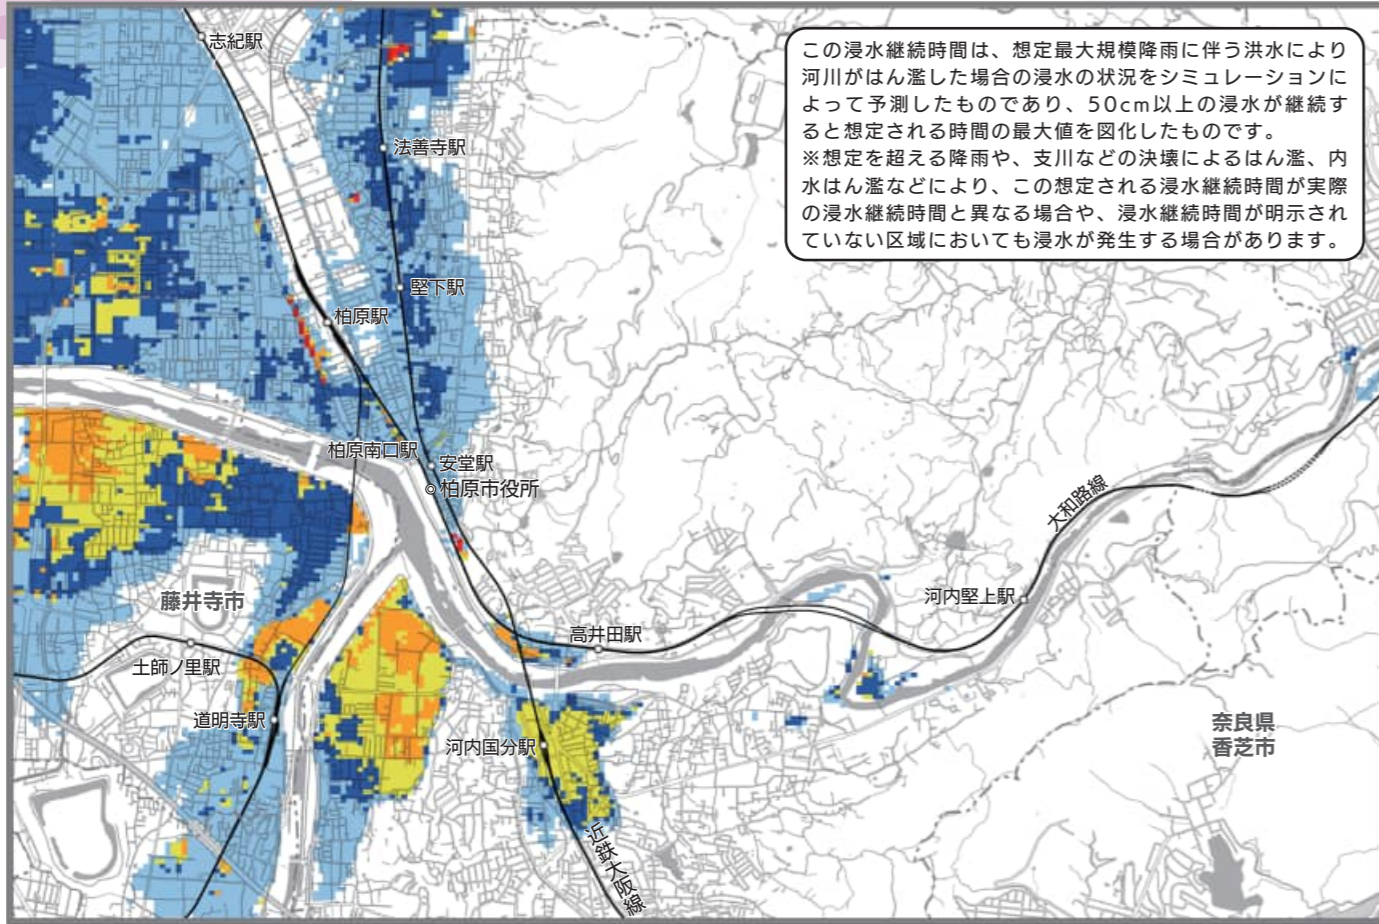 この浸水継続時間は、想定最大規模降雨に伴う洪水により
河川がはん濫した場合の浸水の状況をシミュレーションに
よって予測したものであり、50cm以上の浸水が継続す
ると想定される時間の最大値を図化したものです。
※想定を超える降雨や、支川などの決壊によるはん濫、内
水はん濫などにより、この想定される浸水継続時間が実際
の浸水継続時間と異なる場合や、浸水継続時間が明示され
ていない区域においても浸水が発生する場合があります。
志紀駅
法善寺駅
堅下駅
柏原駅
柏原南口駅
安堂駅
柏原市役所
大和路線
藤井寺市
河内堅上駅
高井田駅
土師ノ里駅
道明寺駅
河内国分駅
奈良県
香芝市
近鉄大阪線